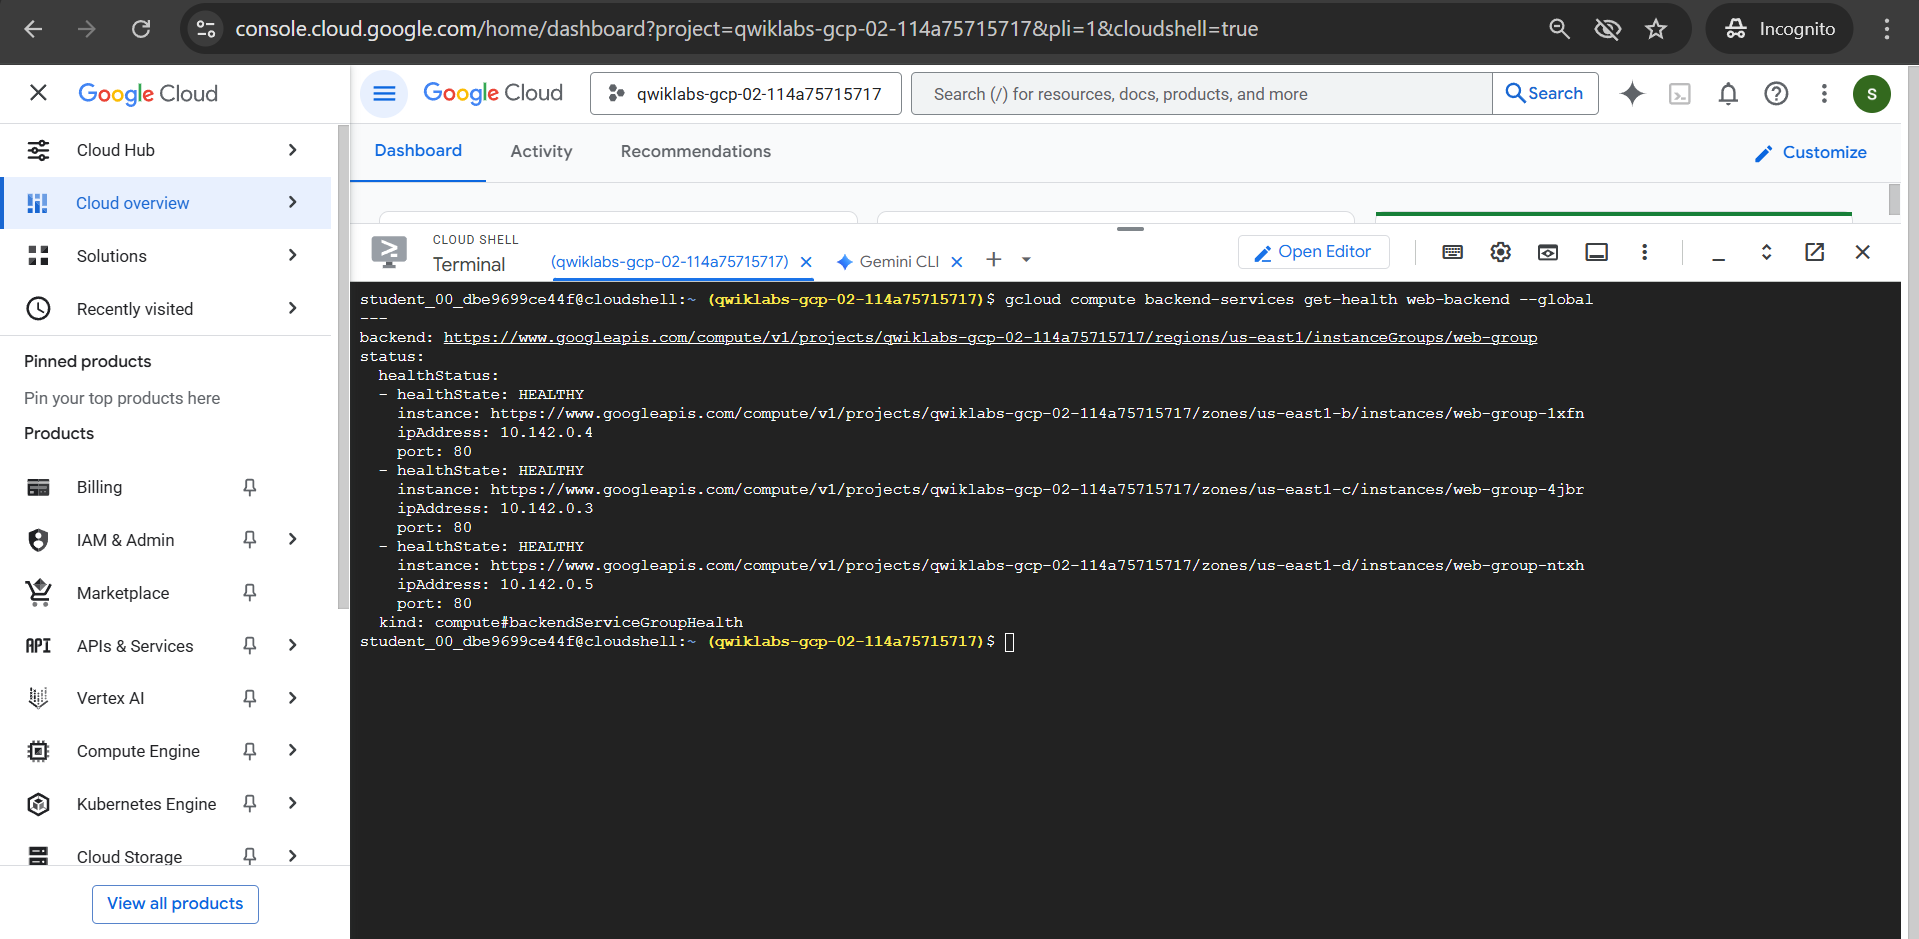 console.cloud.google.com/home/dashboard?project=qwiklabs-gcp-02-114a75715717&pli=1&cloudshell=true
Incognito
Google Cloud
Google Cloud
qwiklabs-gcp-02-114a75715717
Search (/) for resources, docs, products, and more
Search
S
Cloud Hub
Cloud overview
Solutions
Recently visited
Pinned products
Pin your top products here
Products
Billing
IAM & Admin
Marketplace
API APIs & Services
Vertex AI
Compute Engine
Kubernetes Engine
Cloud Storage
View all products
Dashboard
Activity
Recommendations
Customize
CLOUD SHELL
Terminal
(qwiklabs-gcp-02-114a75715717)
Gemini CLI
Open Editor
student_00_dbe9699ce44f@cloudshell:~ (qwiklabs-gcp-02-114a75715717)$ gcloud compute backend-services get-health web-backend --global
---
backend: https://www.googleapis.com/compute/v1/projects/qwiklabs-gcp-02-114a75715717/regions/us-east1/instanceGroups/web-group
status:
  healthStatus:
  - healthState: HEALTHY
    instance: https://www.googleapis.com/compute/v1/projects/qwiklabs-gcp-02-114a75715717/zones/us-east1-b/instances/web-group-1xfn
    ipAddress: 10.142.0.4
    port: 80
  - healthState: HEALTHY
    instance: https://www.googleapis.com/compute/v1/projects/qwiklabs-gcp-02-114a75715717/zones/us-east1-c/instances/web-group-4jbr
    ipAddress: 10.142.0.3
    port: 80
  - healthState: HEALTHY
    instance: https://www.googleapis.com/compute/v1/projects/qwiklabs-gcp-02-114a75715717/zones/us-east1-d/instances/web-group-ntxh
    ipAddress: 10.142.0.5
    port: 80
  kind: compute#backendServiceGroupHealth
student_00_dbe9699ce44f@cloudshell:~ (qwiklabs-gcp-02-114a75715717)$